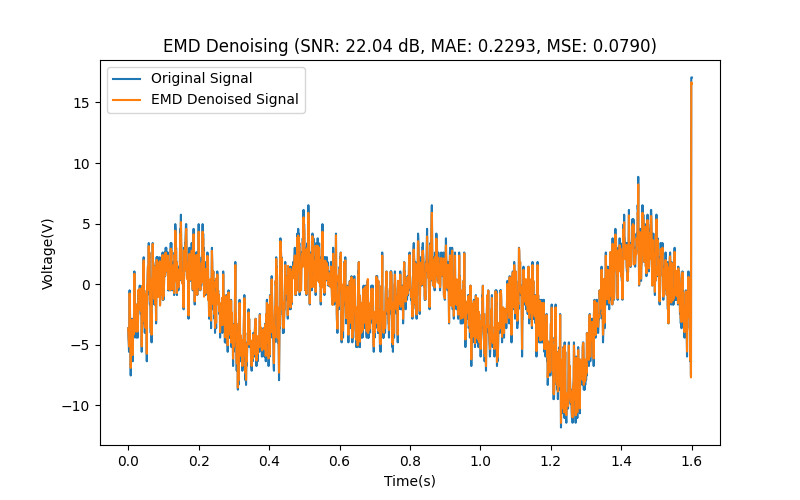 EMD Denoising (SNR: 22.04 dB, MAE: 0.2293, MSE: 0.0790)
Original Signal
EMD Denoised Signal
15
10
5
0
−5
−10
Voltage(V)
0.0 0.2 0.4 0.6 0.8 1.0 1.2 1.4 1.6
Time(s)